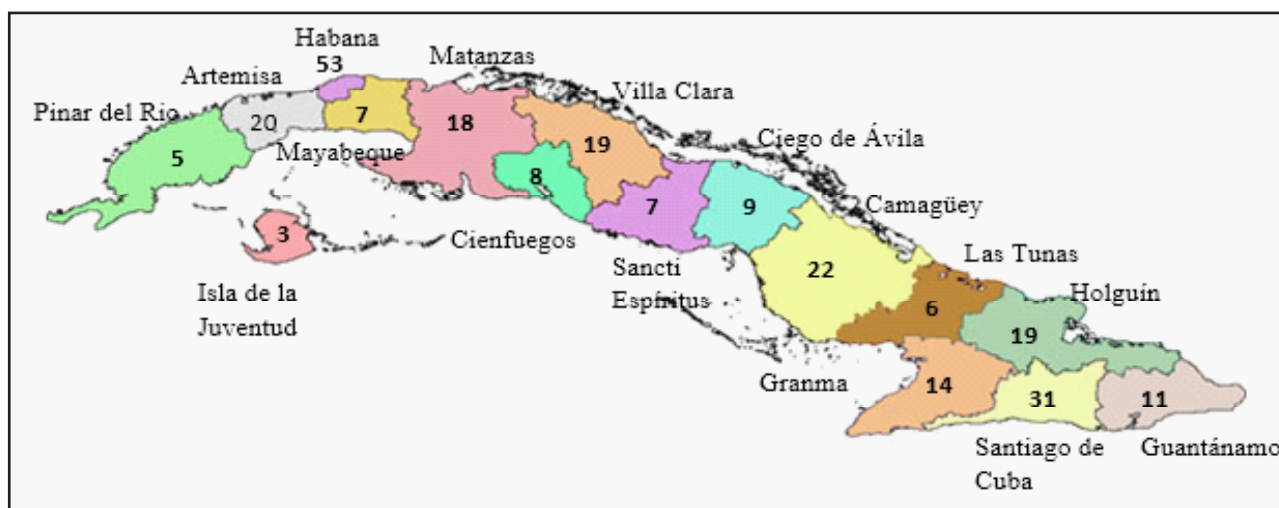 Habana
53
Matanzas
Artemisa
Villa Clara
Pinar del Rio
20
7
18
Ciego de Ávila
19
Mayabeque
5
8
Camagüey
7
9
3
Cienfuegos
Las Tunas
Sancti
Espíritus
22
Isla de la
Juventud
Holguín
6
19
Granma
14
31
11
Santiago de
Cuba
Guantánamo